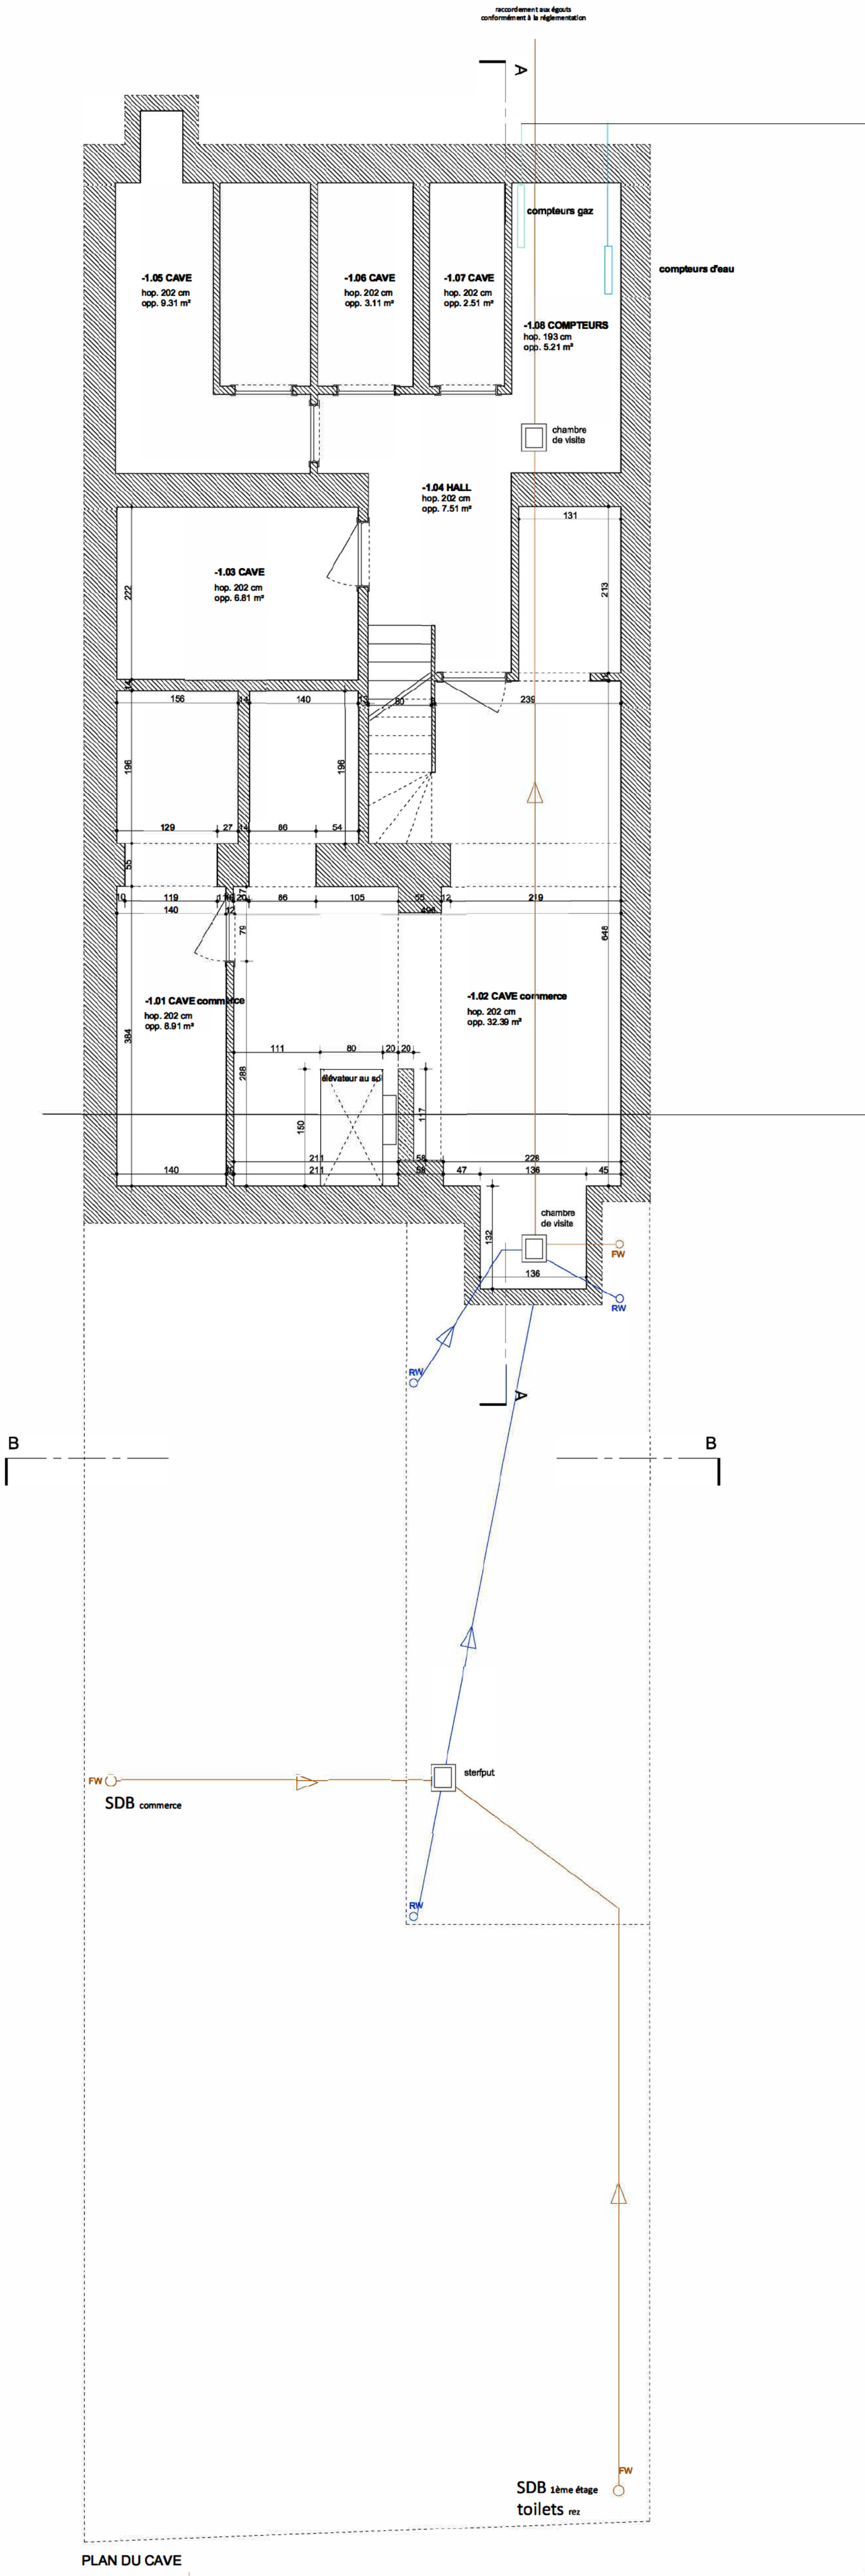 raccordement aux égouts
conformément à la réglementation
A
compteurs gaz
compteurs d'eau
-1.05 CAVE
hop. 202 cm
opp. 9.31 m²
-1.06 CAVE
hop. 202 cm
opp. 3.11 m²
-1.07 CAVE
hop. 202 cm
opp. 2.51 m²
-1.08 COMPTEURS
hop. 193 cm
opp. 5.21 m²
chambre
de visite
-1.04 HALL
hop. 202 cm
opp. 7.51 m²
131
-1.03 CAVE
hop. 202 cm
opp. 6.81 m²
222
213
14
156
14
140
80
239
196
196
129
27
14
86
54
55
10
119
20
86
105
55
12
219
140
12
496
79
648
-1.01 CAVE commerce
hop. 202 cm
opp. 8.91 m²
-1.02 CAVE commerce
hop. 202 cm
opp. 32.39 m²
384
111
80
20
20
288
élévateur au sol
150
117
211
58
228
140
10
211
58
47
136
45
chambre
de visite
132
136
FW
RW
RW
A
B
B
sterfput
FW
SDB commerce
RW
FW
SDB 1ème étage
toilets rez
PLAN DU CAVE